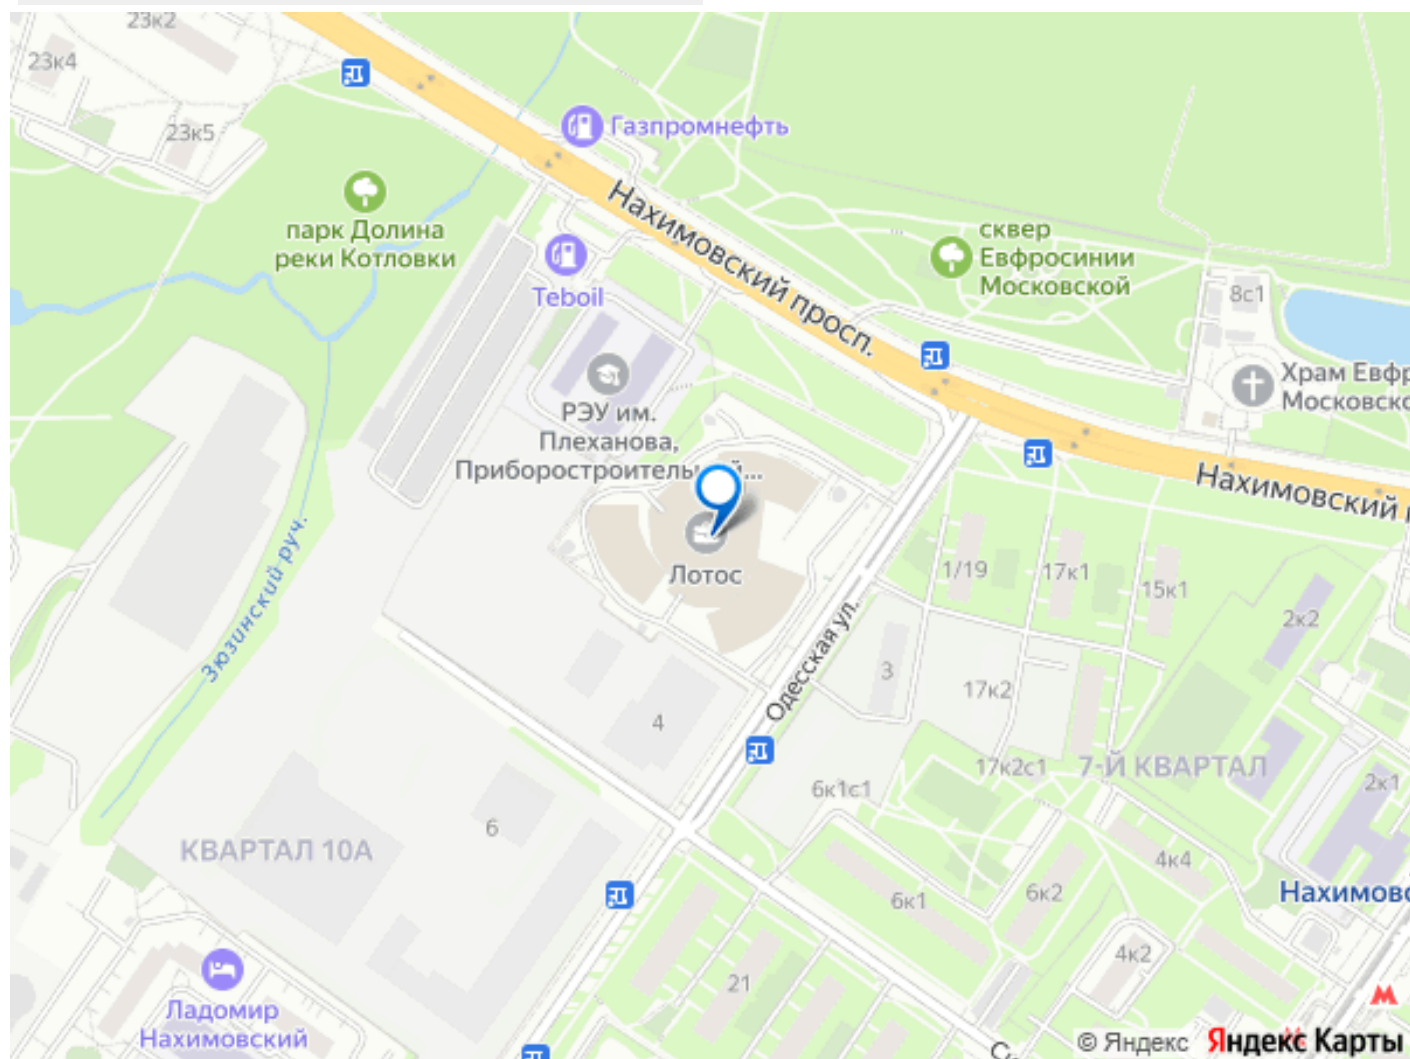 23к2
23к4
23к5
Газпромнефть
парк Долина
реки Котловки
Teboil
Нахимовский просп.
сквер
Евфросинии
Московской
8с1
Храм Евфр
Московско
РЭУ им.
Плеханова,
Приборостроительный...
Нахимовский п
Лотос
1/19
17к1
15к1
2к2
Зюзинский руч.
Одесская ул.
3
17к2
4
17к2с1
7-Й КВАРТАЛ
2к1
6к1с1
6
КВАРТАЛ 10А
4к4
6к1
6к2
Нахимово
4к2
21
Ладомир
Нахимовский
© Яндекс
Яндекс Карты